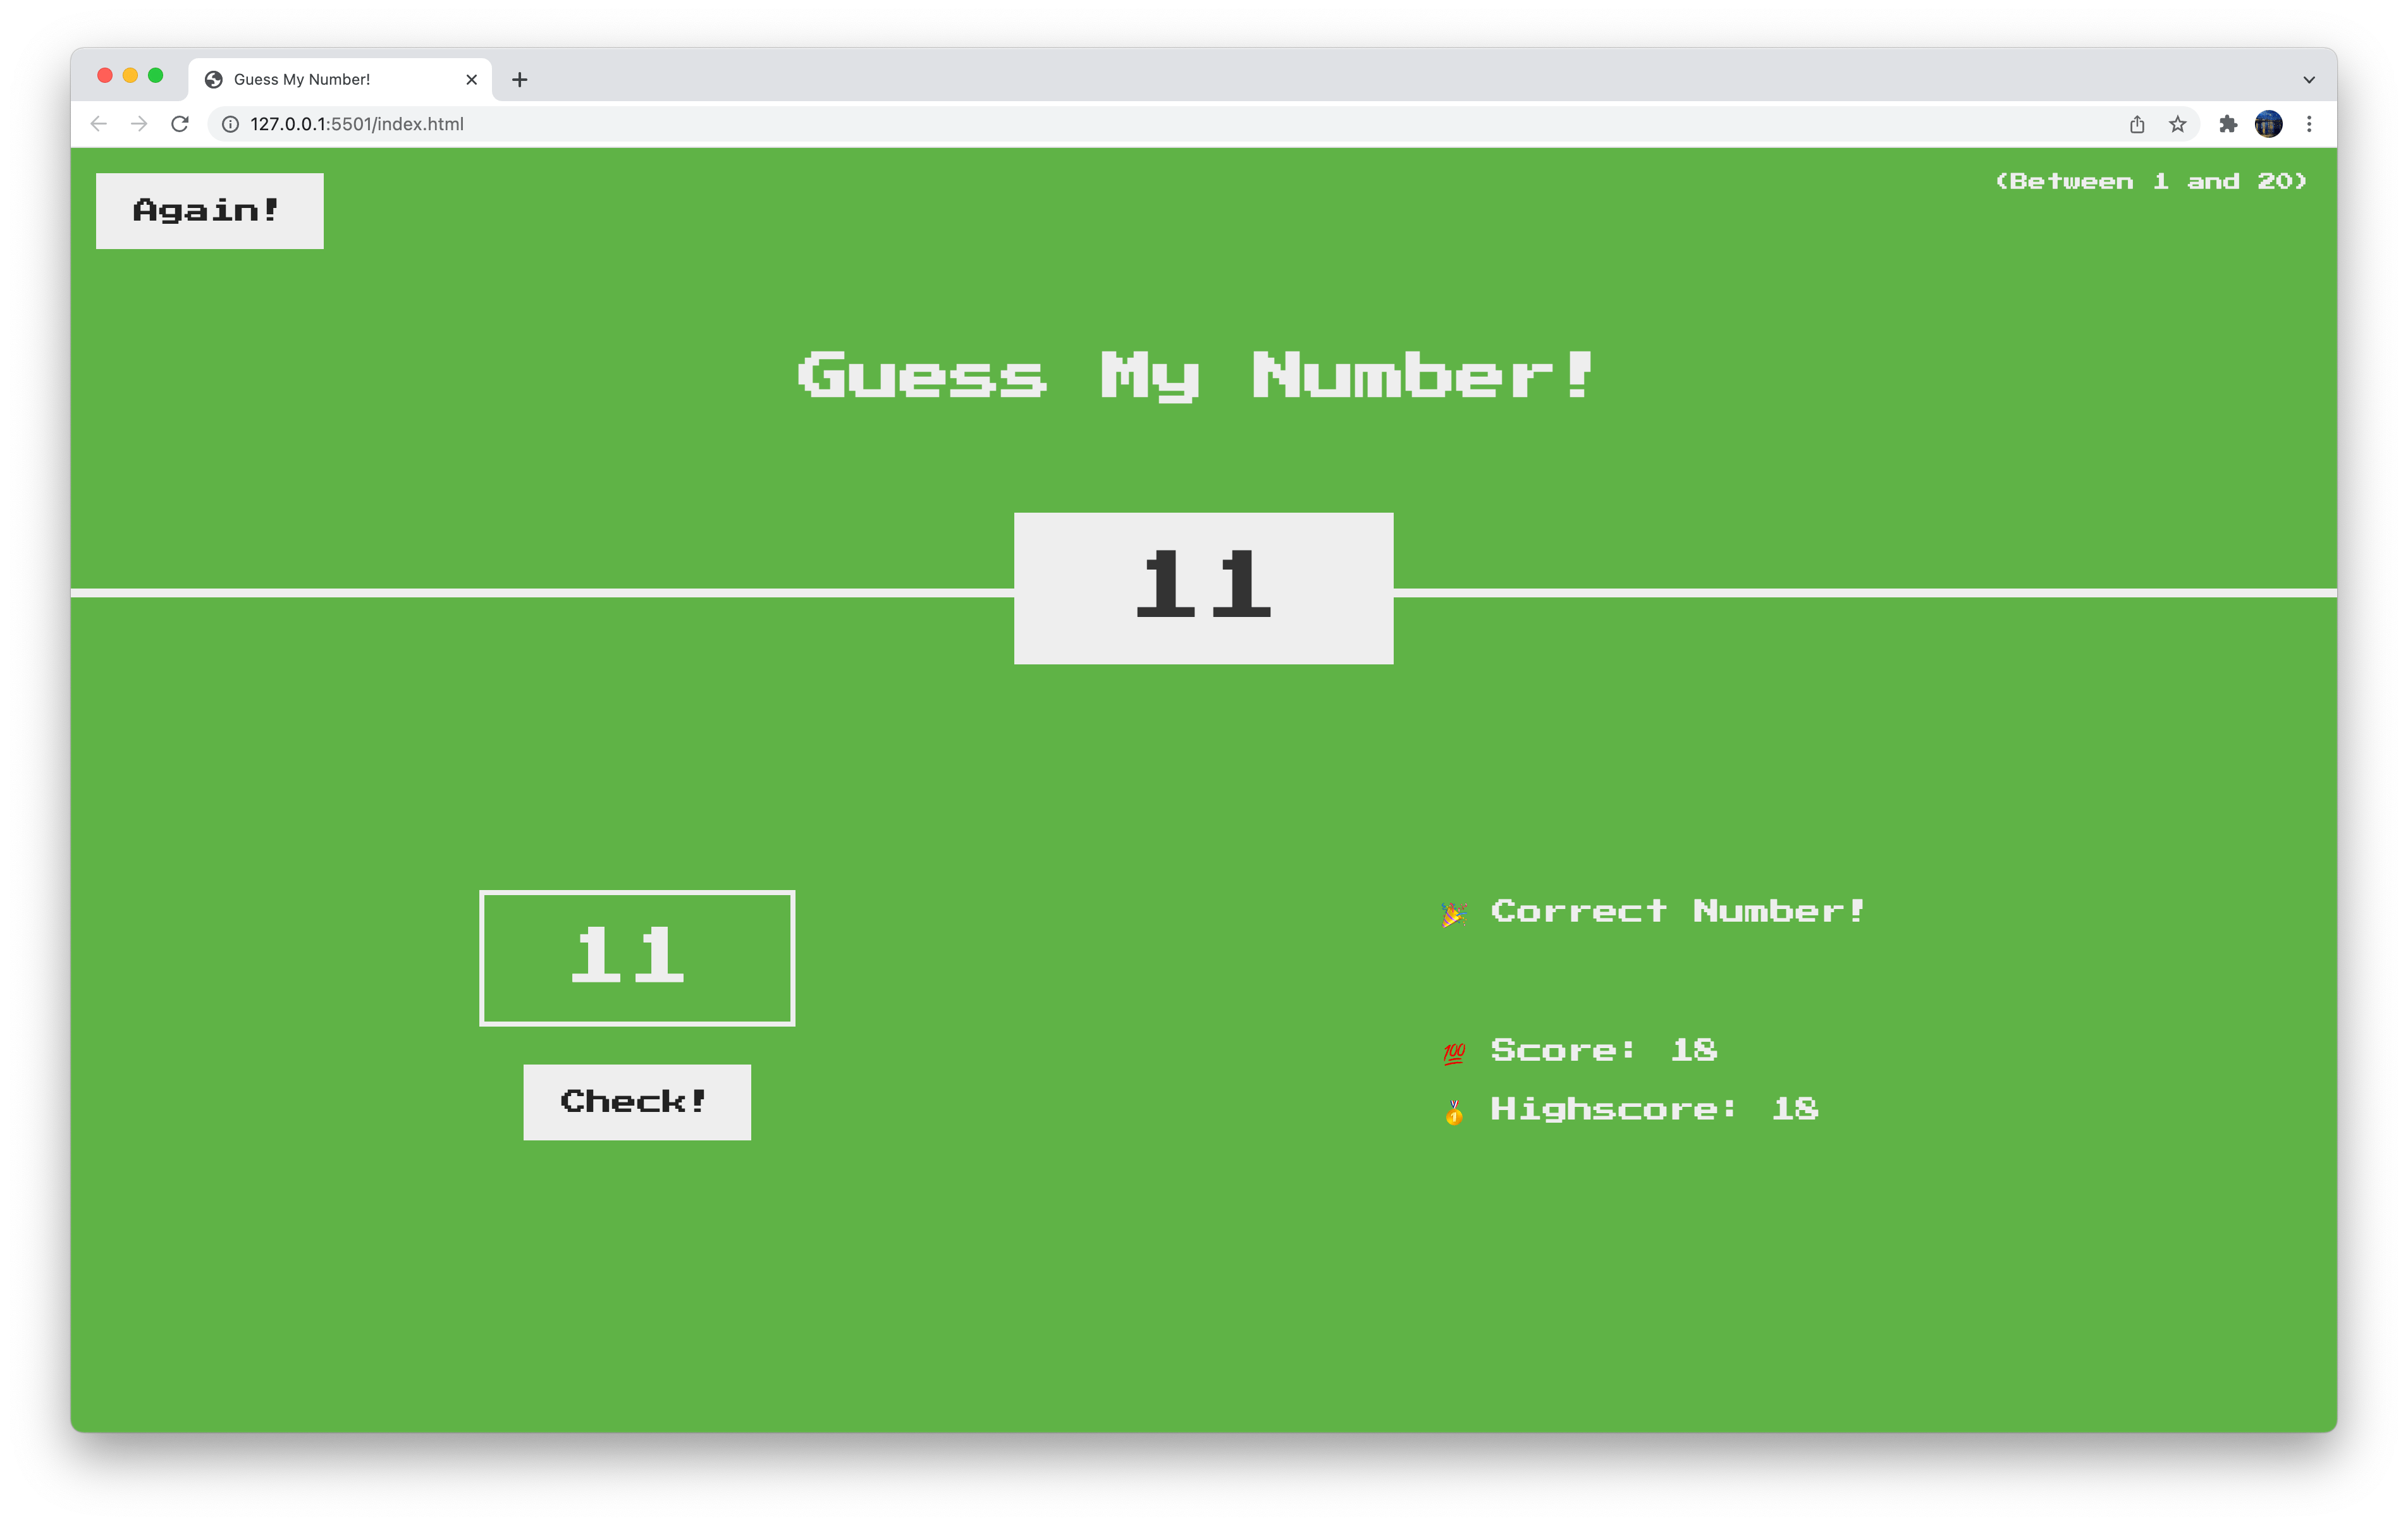 Guess My Number!
127.0.0.1:5501/index.html
Again!
(Between 1 and 20)
Guess My Number!
11
11
Check!
🎉 Correct Number!
💯 Score: 18
🥇 Highscore: 18